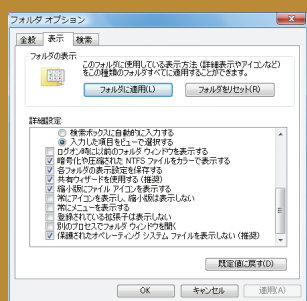 フォルダ オプション
全般 表示 検索
フォルダの表示
このフォルダに使用している表示方法 (詳細表示やアイコンなど)
をこの種類のフォルダすべてに適用することができます。
フォルダに適用(L) フォルダをリセット(R)
詳細設定:
検索ボックスに自動的に入力する
入力した項目をビューで選択する
ログオン時に以前のフォルダ ウィンドウを表示する
暗号化や圧縮された NTFS ファイルをカラーで表示する
各フォルダの表示設定を保存する
共有ウィザードを使用する (推奨)
縮小版にファイル アイコンを表示する
常にアイコンを表示し、縮小版は表示しない
常にメニューを表示する
登録されている拡張子は表示しない
別のプロセスでフォルダ ウィンドウを開く
保護されたオペレーティング システム ファイルを表示しない (推奨)
既定値に戻す(D)
OK キャンセル 適用(A)